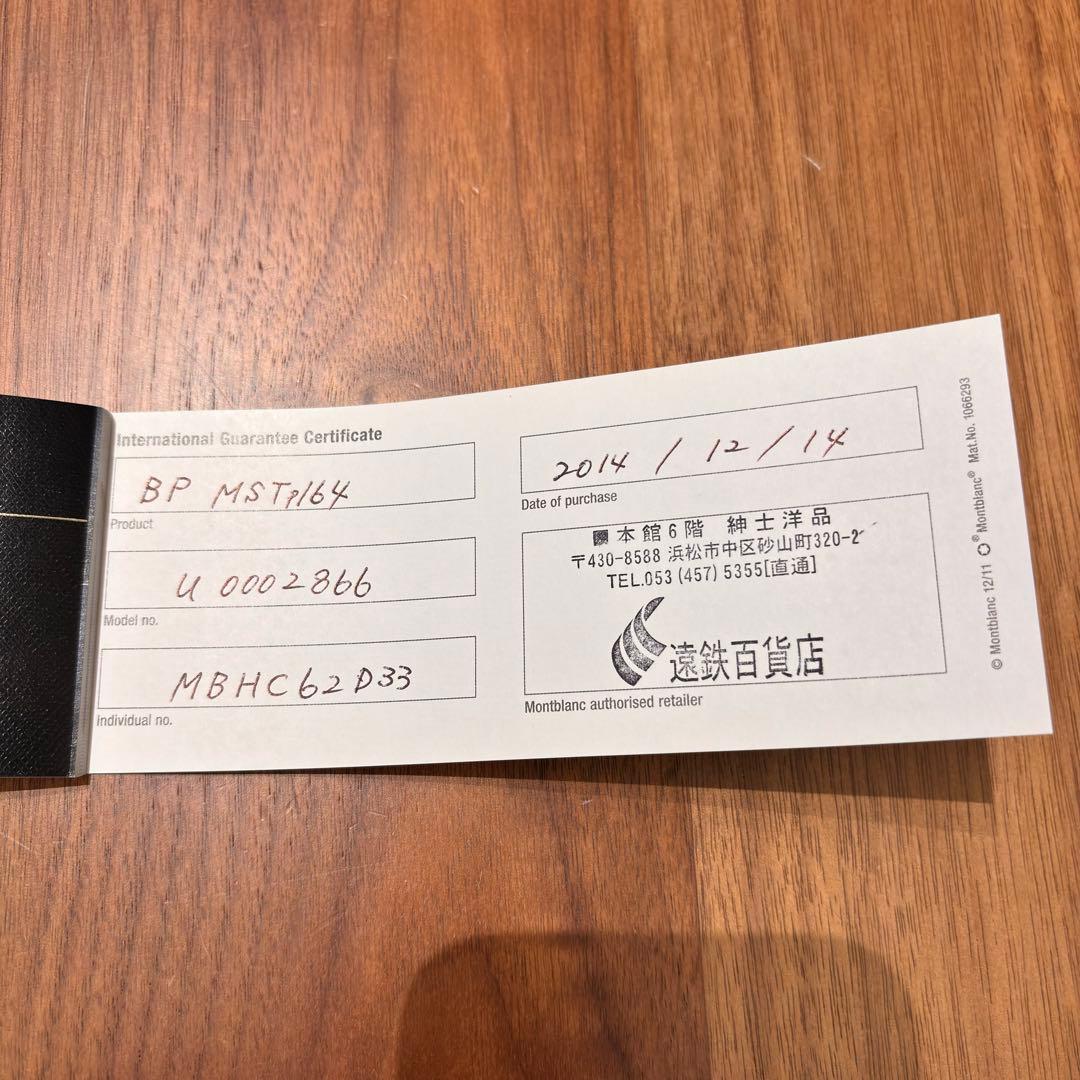 International Guarantee Certificate
BP MSTP164
Product
U 0002866
Model no.
MBHC62D33
Individual no.
2014 / 12 / 14
Date of purchase
■本館6階 紳士洋品
〒430-8588 浜松市中区砂山町320-2
TEL.053 (457) 5355[直通]
遠鉄百貨店
Montblanc authorised retailer
© Montblanc 12/11 ® Montblanc® Mat.No. 1066293